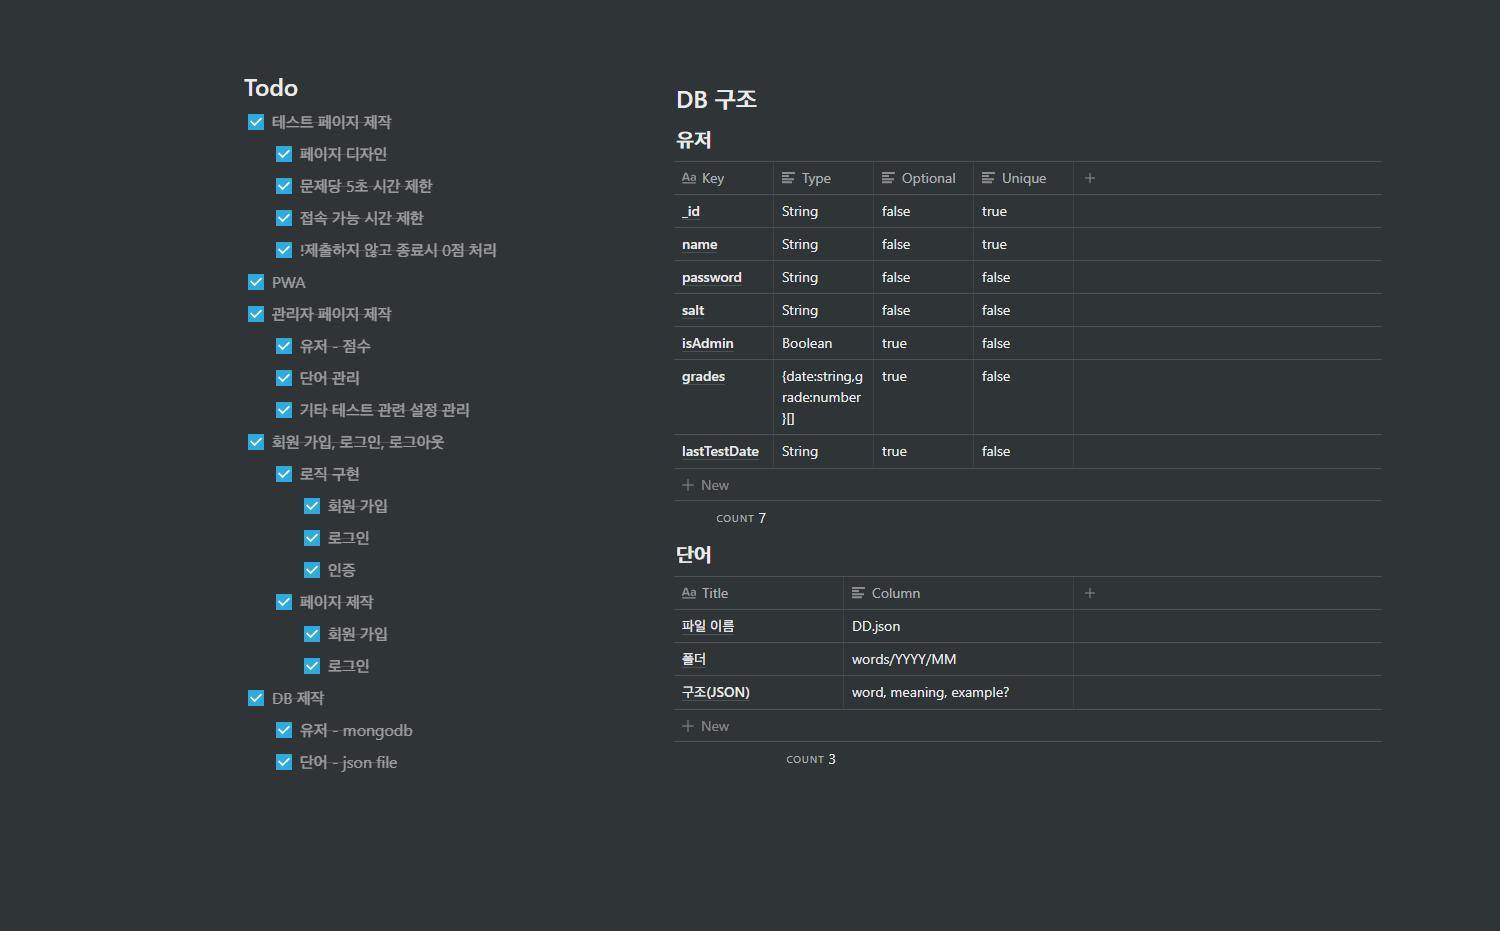 Todo
테스트 페이지 제작
페이지 디자인
문제당 5초 시간 제한
접속 가능 시간 제한
!제출하지 않고 종료시 0점 처리
PWA
관리자 페이지 제작
유저 - 점수
단어 관리
기타 테스트 관련 설정 관리
회원 가입, 로그인, 로그아웃
로직 구현
회원 가입
로그인
인증
페이지 제작
회원 가입
로그인
DB 제작
유저 - mongodb
단어 - json file
DB 구조
유저
Aa Key Type Optional Unique +
_id String false true
name String false true
password String false false
salt String false false
isAdmin Boolean true false
grades {date:string,g true false
rade:number
}[]
lastTestDate String true false
+ New
COUNT 7
단어
Aa Title Column +
파일 이름 DD.json
폴더 words/YYYY/MM
구조(JSON) word, meaning, example?
+ New
COUNT 3